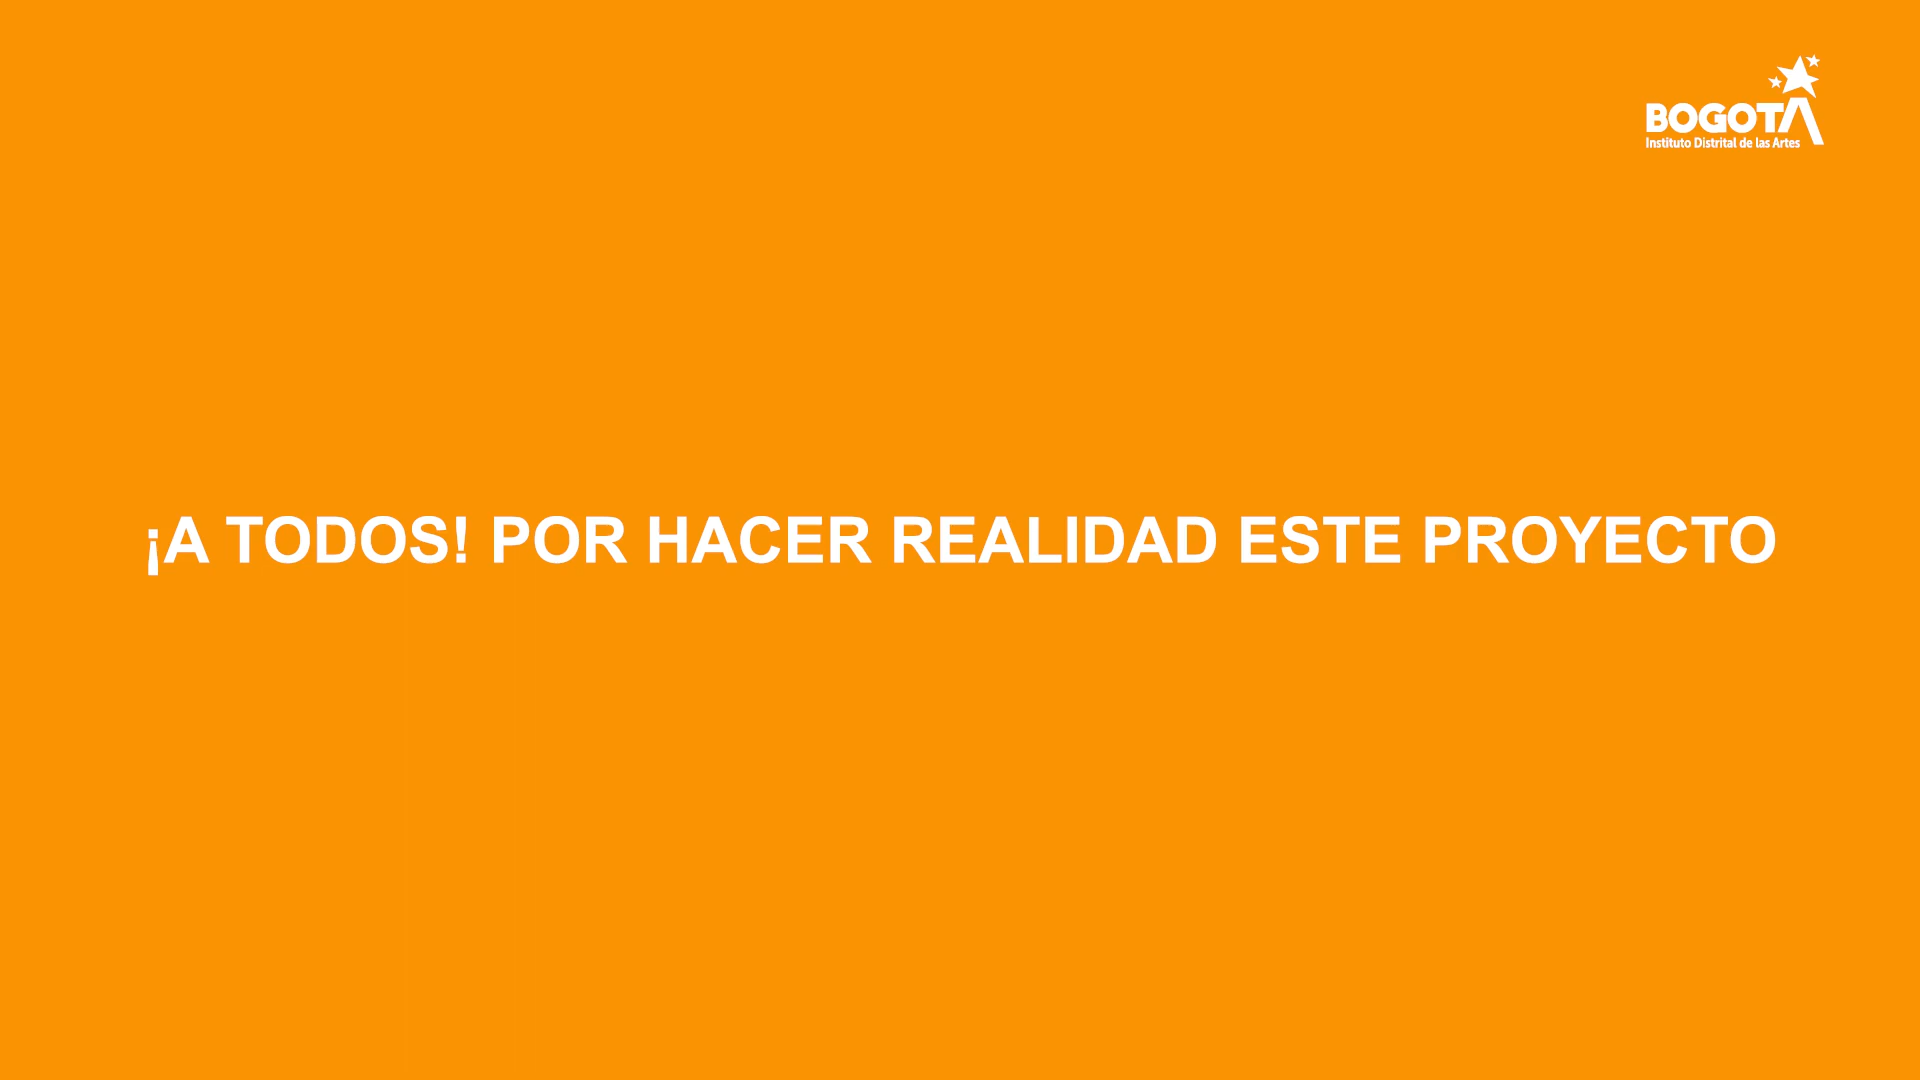 BOGOTÁ
Instituto Distrital de las Artes
¡A TODOS! POR HACER REALIDAD ESTE PROYECTO